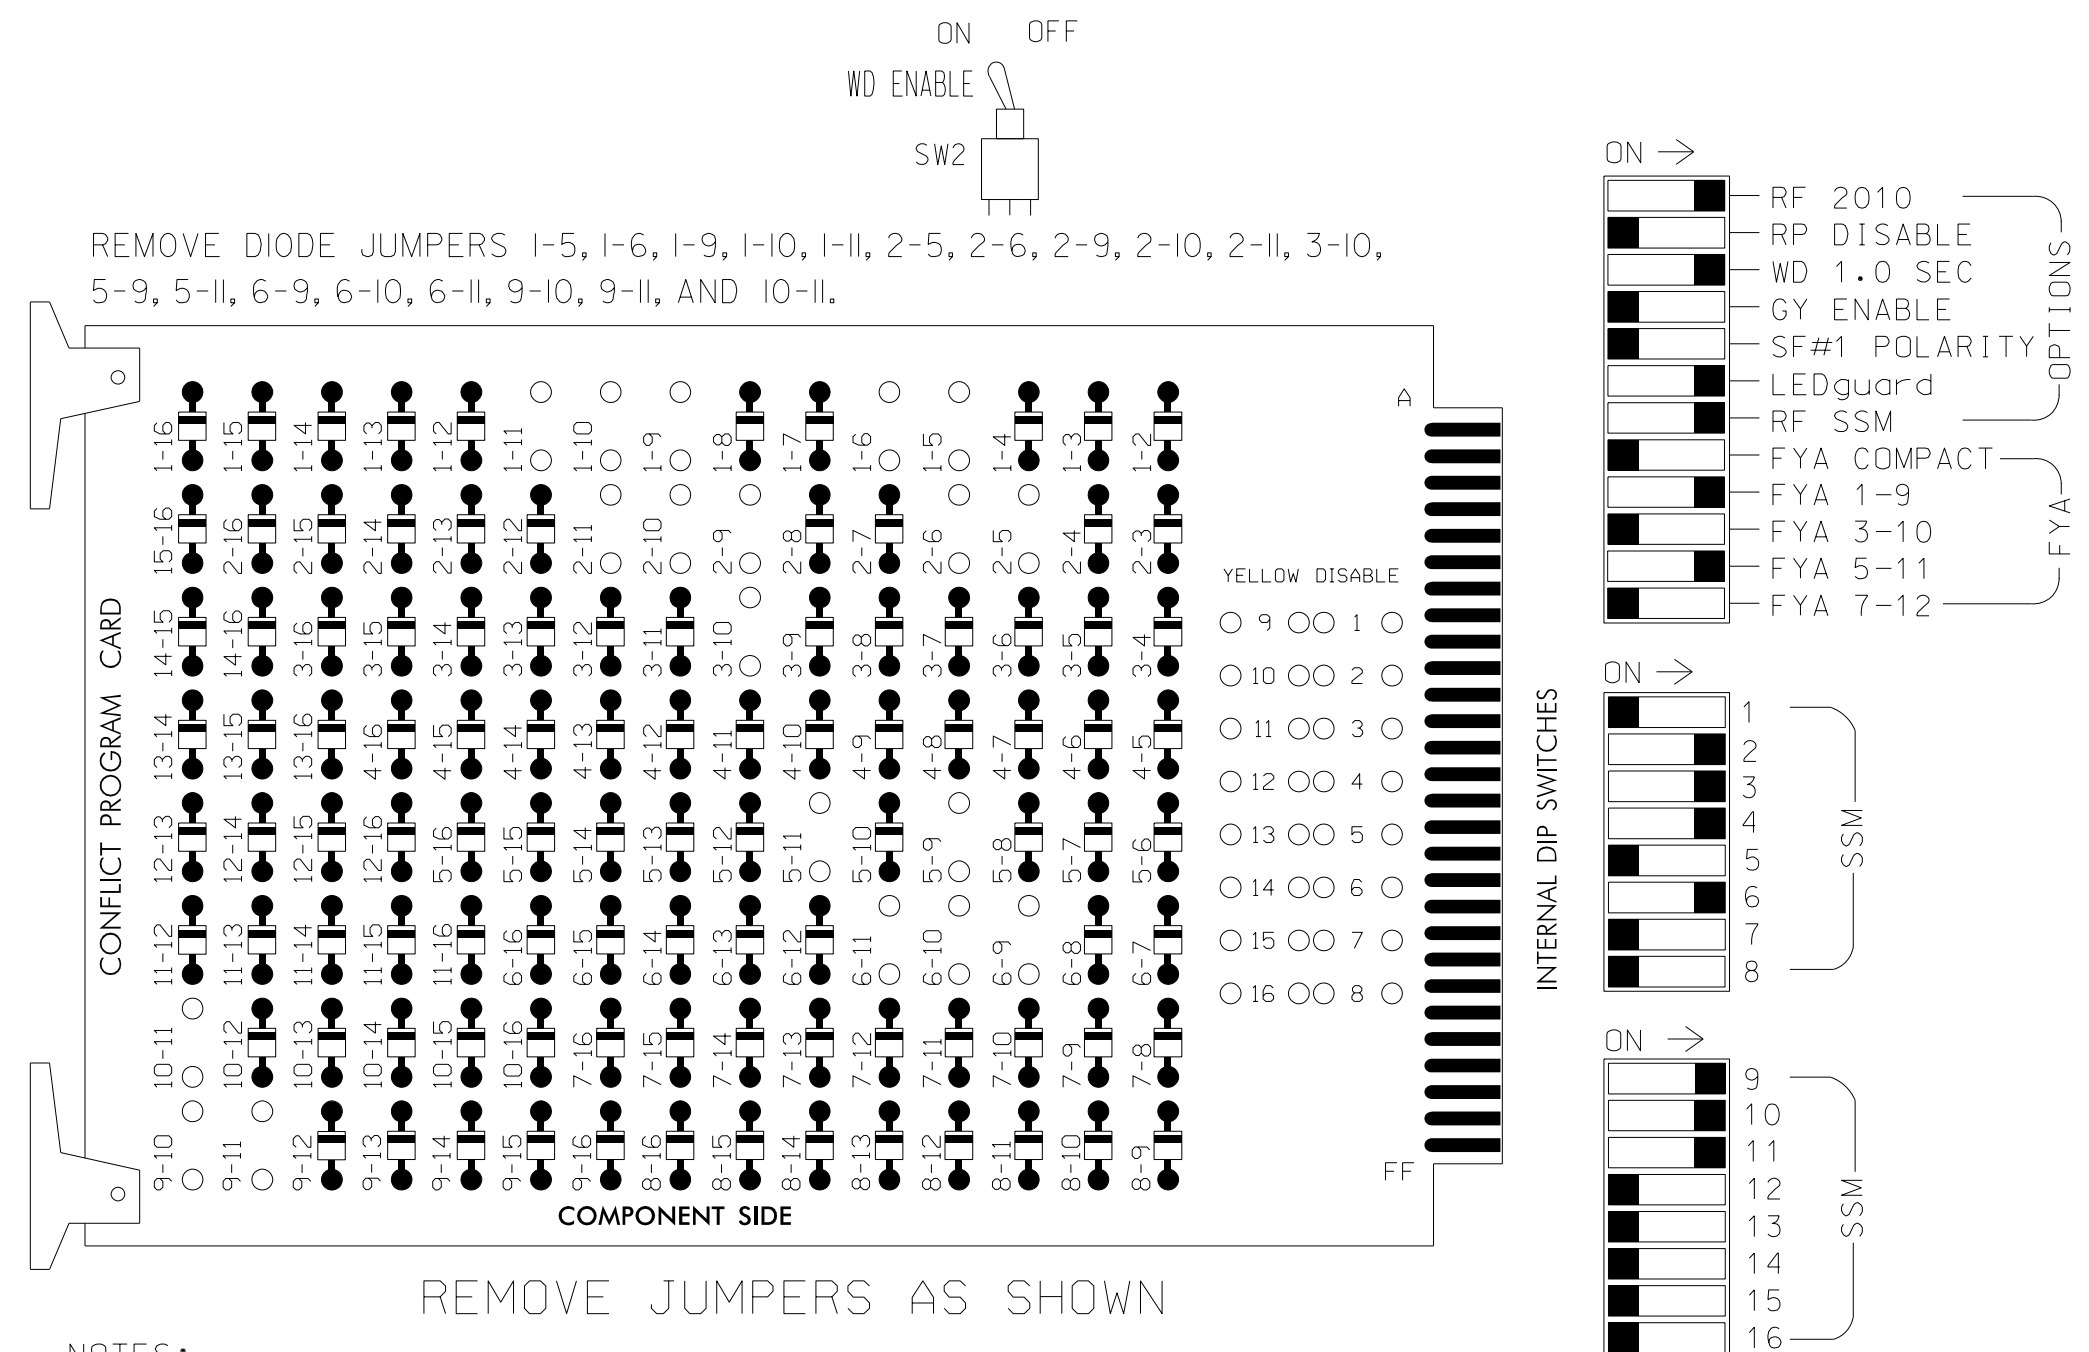 ON OFF
WD ENABLE
SW2
REMOVE DIODE JUMPERS 1-5, 1-6, 1-9, 1-10, 1-11, 2-5, 2-6, 2-9, 2-10, 2-11, 3-10,
5-9, 5-11, 6-9, 6-10, 6-11, 9-10, 9-11, AND 10-11.
CONFLICT PROGRAM CARD
1-16 1-15 1-14 1-13 1-12 1-11 1-10 1-9 1-8 1-7 1-6 1-5 1-4 1-3 1-2
15-16 2-16 2-15 2-14 2-13 2-12 2-11 2-10 2-9 2-8 2-7 2-6 2-5 2-4 2-3
14-15 14-16 3-16 3-15 3-14 3-13 3-12 3-11 3-10 3-9 3-8 3-7 3-6 3-5 3-4
13-14 13-15 13-16 4-16 4-15 4-14 4-13 4-12 4-11 4-10 4-9 4-8 4-7 4-6 4-5
12-13 12-14 12-15 12-16 5-16 5-15 5-14 5-13 5-12 5-11 5-10 5-9 5-8 5-7 5-6
11-12 11-13 11-14 11-15 11-16 6-16 6-15 6-14 6-13 6-12 6-11 6-10 6-9 6-8 6-7
10-11 10-12 10-13 10-14 10-15 10-16 7-16 7-15 7-14 7-13 7-12 7-11 7-10 7-9 7-8
9-10 9-11 9-12 9-13 9-14 9-15 9-16 8-16 8-15 8-14 8-13 8-12 8-11 8-10 8-9
COMPONENT SIDE
A
YELLOW DISABLE
9 1
10 2
11 3
12 4
13 5
14 6
15 7
16 8
FF
REMOVE JUMPERS AS SHOWN
NOTES:
INTERNAL DIP SWITCHES
ON →
RF 2010
RP DISABLE
WD 1.0 SEC
GY ENABLE
SF#1 POLARITY
LEDguard
RF SSM
OPTIONS
FYA COMPACT
FYA 1-9
FYA 3-10
FYA 5-11
FYA 7-12
FYA
ON →
1
2
3
4
5
6
7
8
SSM
ON →
9
10
11
12
13
14
15
16
SSM